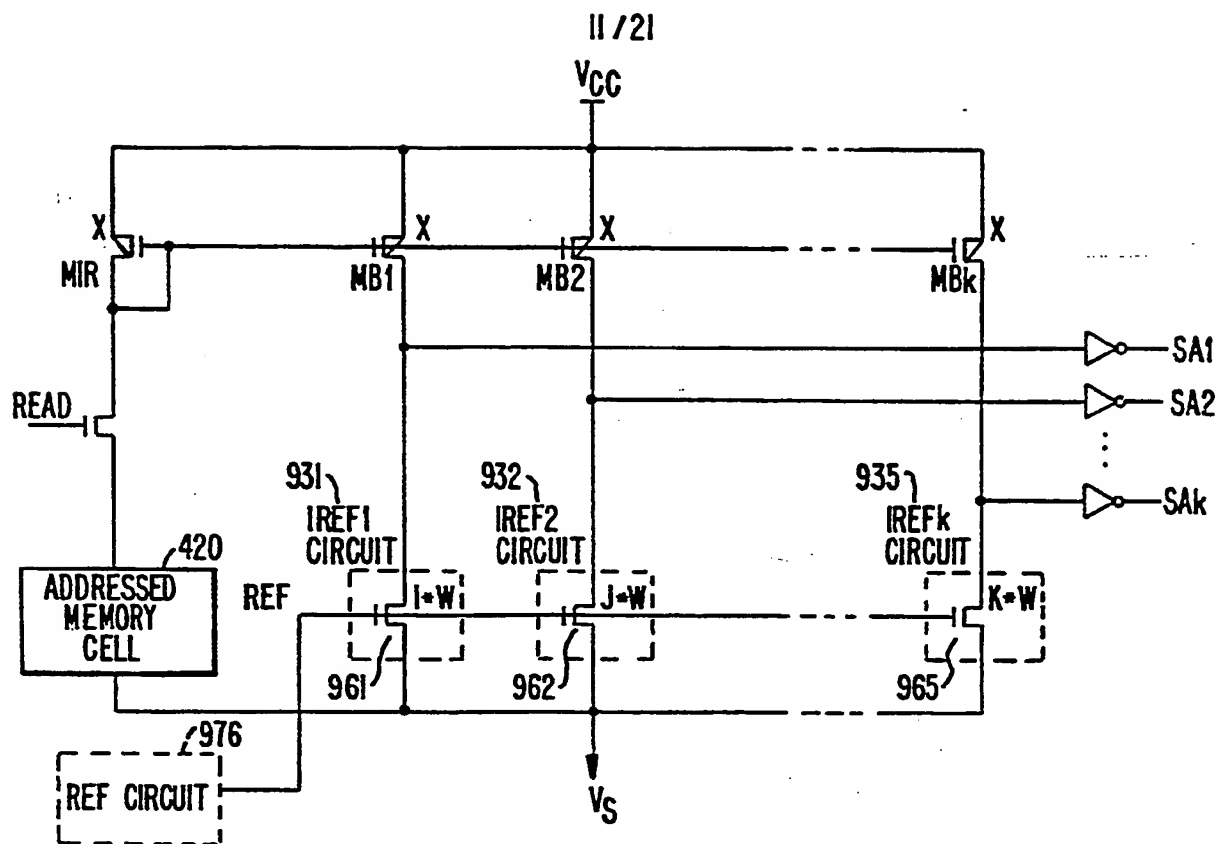 11/21
VCC
X X X X
MIR MB1 MB2 MBk
SA1
READ
SA2
931 932 935
SAk
IREF1 CIRCUIT
IREF2 CIRCUIT
IREFk CIRCUIT
420
ADDRESSED MEMORY CELL
REF
I*W J*W K*W
961 962 965
976
REF CIRCUIT
VS